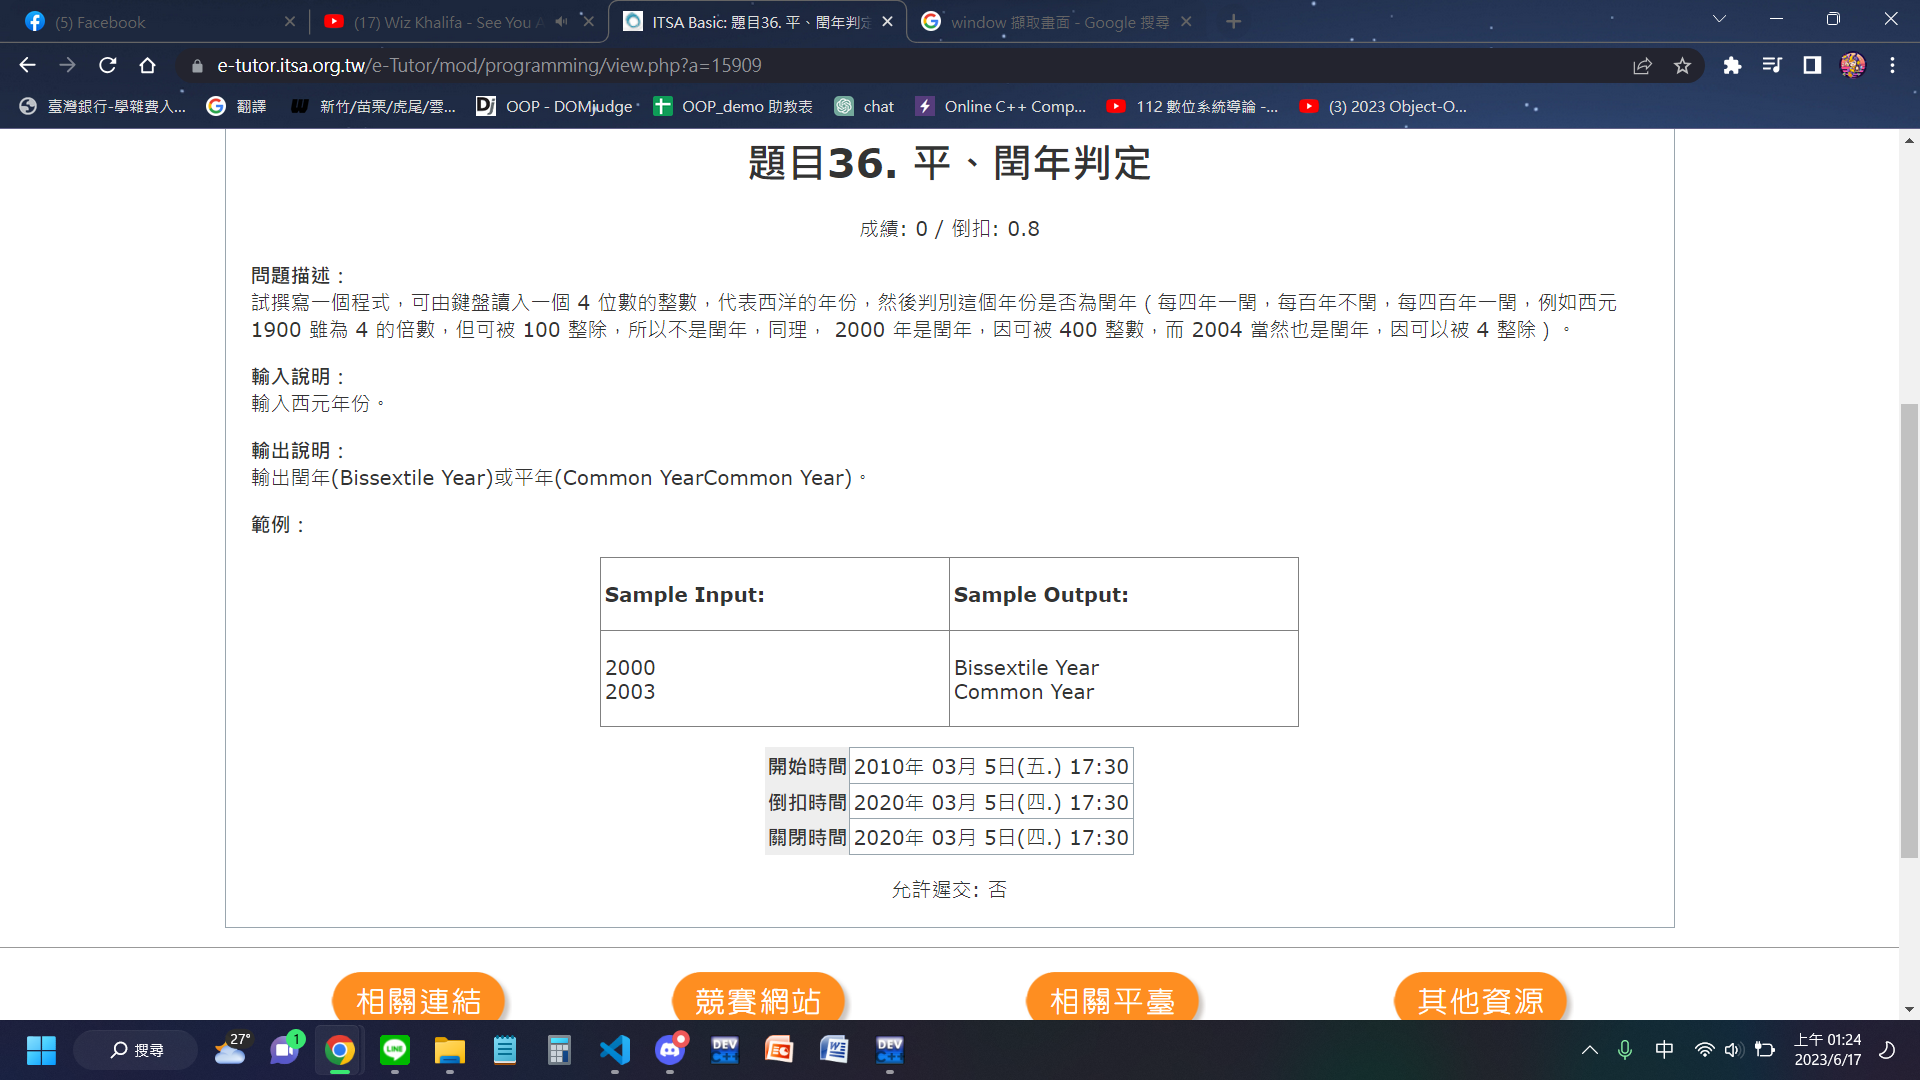 (5) Facebook
(17) Wiz Khalifa - See You A
ITSA Basic: 題目36. 平、閏年判定
window 擷取畫面 - Google 搜尋
e-tutor.itsa.org.tw/e-Tutor/mod/programming/view.php?a=15909
臺灣銀行-學雜費入...
翻譯
新竹/苗栗/虎尾/雲...
OOP - DOMjudge
OOP_demo 助教表
chat
Online C++ Comp...
112 數位系統導論 -...
(3) 2023 Object-O...
題目36. 平、閏年判定
成績: 0 / 倒扣: 0.8
問題描述：
試撰寫一個程式，可由鍵盤讀入一個 4 位數的整數，代表西洋的年份，然後判別這個年份是否為閏年（每四年一閏，每百年不閏，每四百年一閏，例如西元
1900 雖為 4 的倍數，但可被 100 整除，所以不是閏年，同理， 2000 年是閏年，因可被 400 整數，而 2004 當然也是閏年，因可以被 4 整除）。
輸入說明：
輸入西元年份。
輸出說明：
輸出閏年(Bissextile Year)或平年(Common YearCommon Year)。
範例：
Sample Input:
Sample Output:
2000
2003
Bissextile Year
Common Year
開始時間 2010年 03月 5日(五.) 17:30
倒扣時間 2020年 03月 5日(四.) 17:30
關閉時間 2020年 03月 5日(四.) 17:30
允許遲交: 否
相關連結
競賽網站
相關平臺
其他資源
搜尋
27°
1
LINE
DEV C++
DEV C++
中
上午 01:24
2023/6/17